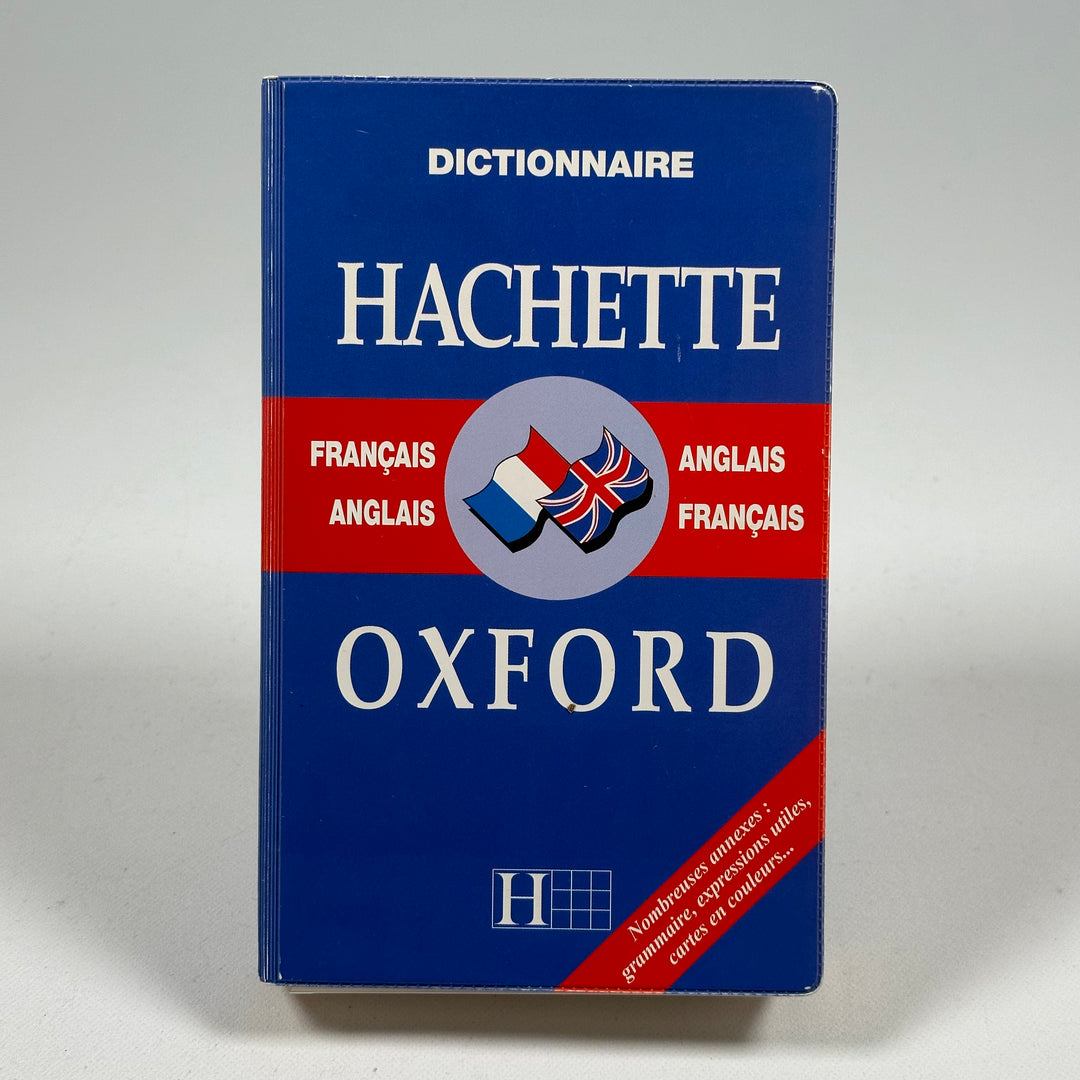 DICTIONNAIRE
HACHETTE
FRANÇAIS
ANGLAIS
ANGLAIS
FRANÇAIS
OXFORD
H
Nombreuses annexes :
grammaire, expressions utiles,
cartes en couleurs...